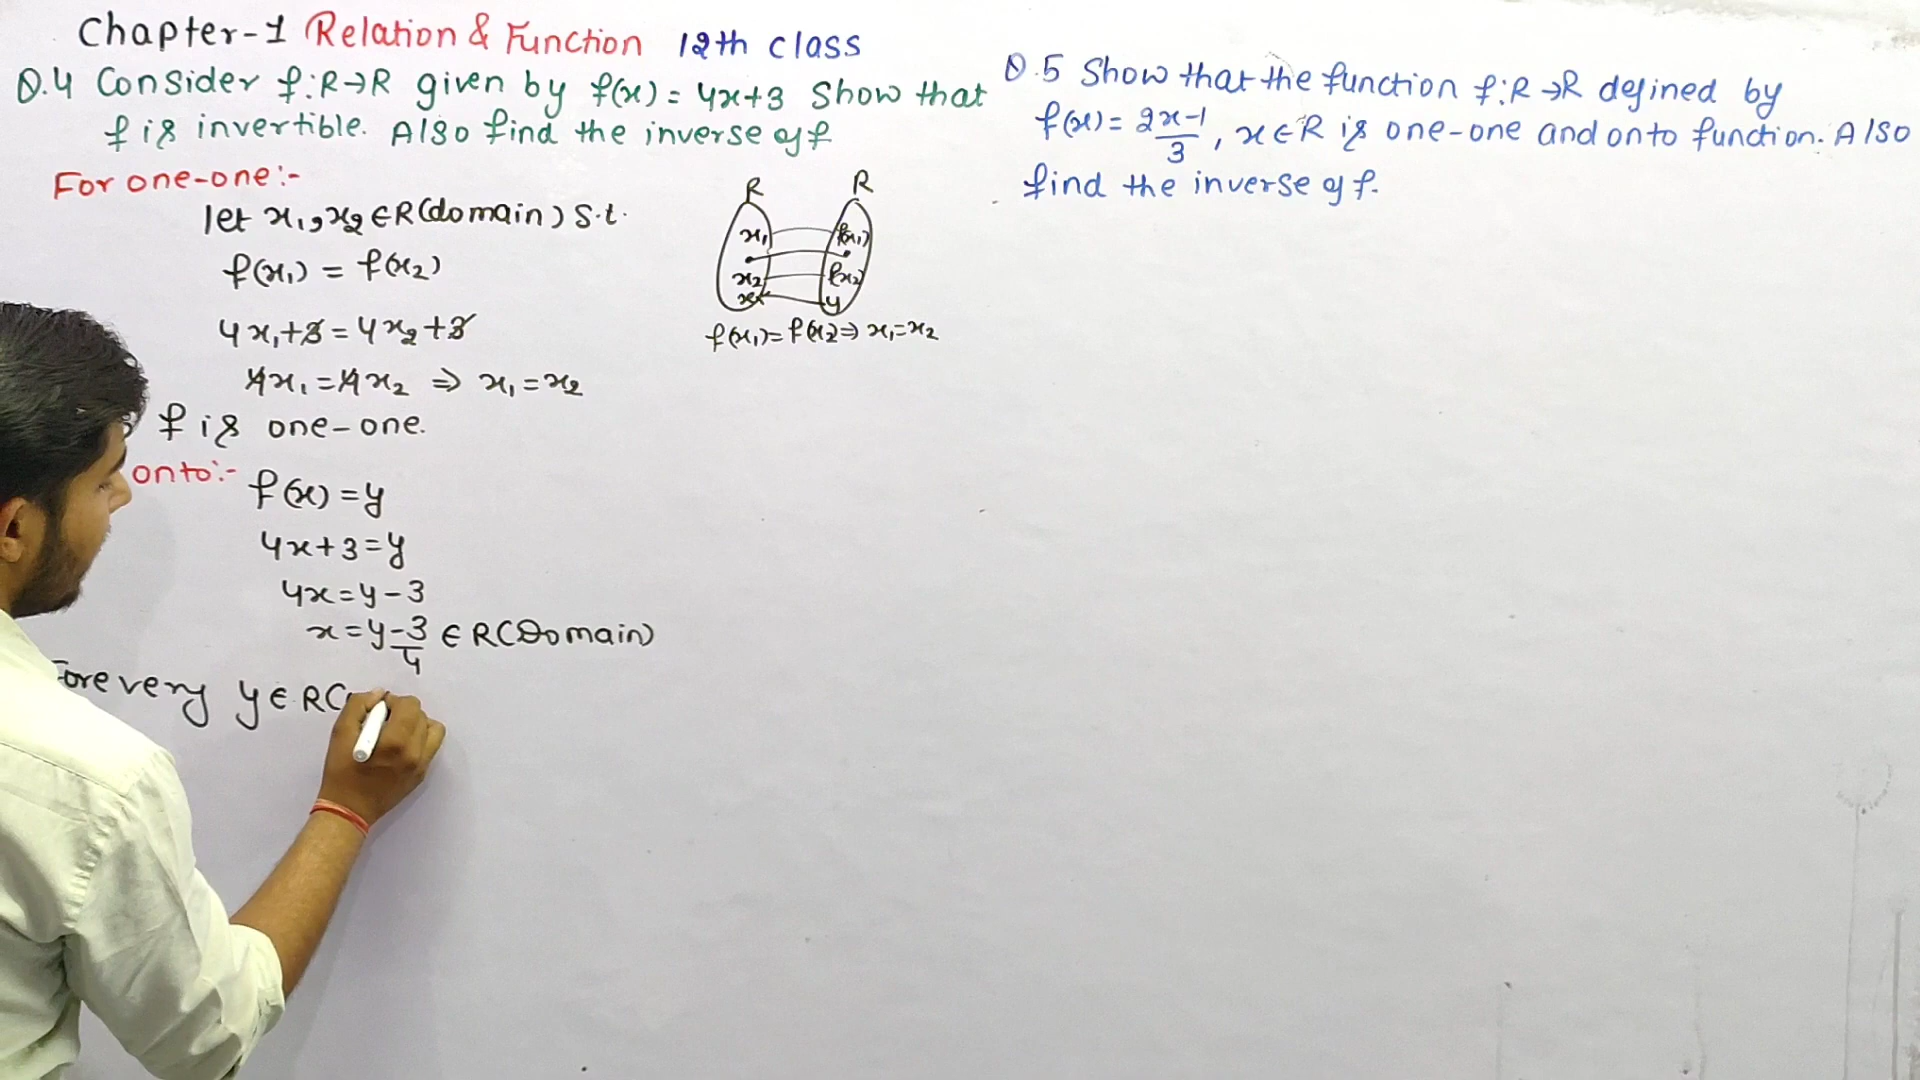 Chapter-1 Relation & Function 12th class
Q.4 Consider f:R→R given by f(x) = 4x+3 Show that
f is invertible. Also find the inverse of f
For one-one:-
let x₁,x₂ ∈ R(domain) s.t.
f(x₁) = f(x₂)
4x₁+3 = 4x₂+3
4x₁ = 4x₂ ⇒ x₁ = x₂
f is one-one.
onto:-
f(x) = y
4x+3 = y
4x = y-3
x = y-3/4 ∈ R(Domain)
For every y ∈ R(
R R
x₁ f(x₁)
x₂ f(x₂)
x y
f(x₁) = f(x₂) ⇒ x₁ = x₂
Q.5 Show that the function f:R→R defined by
f(x) = 2x-1/3, x∈R is one-one and onto function. Also
find the inverse of f.